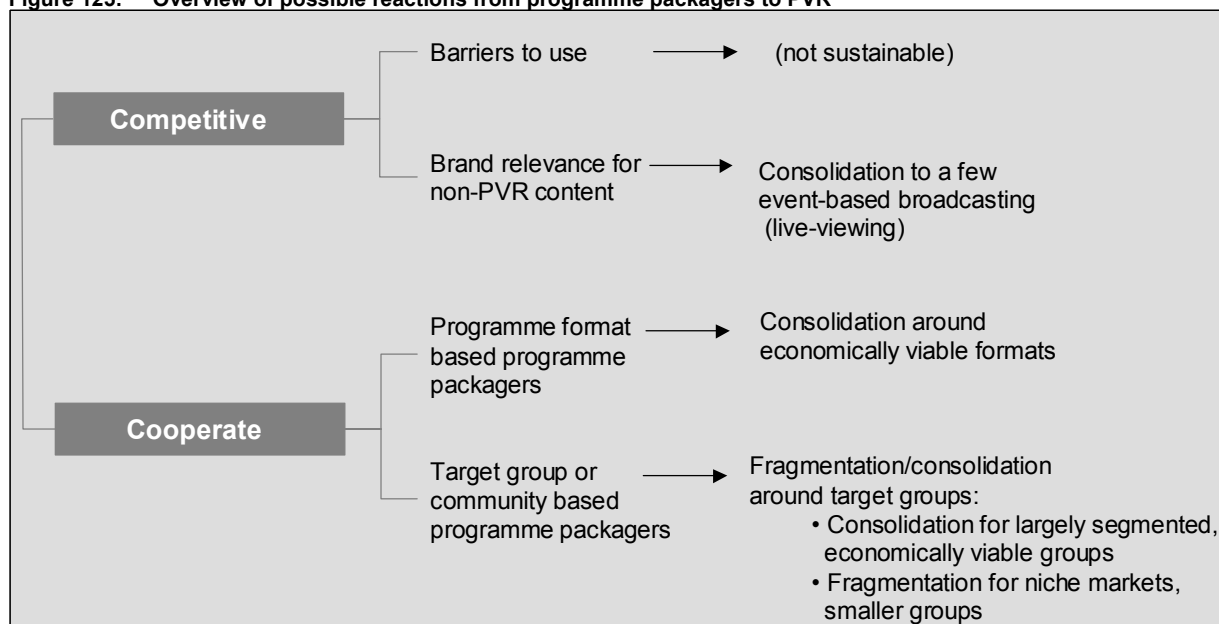 Figure 125: Overview of possible reactions from programme packagers to PVR
Barriers to use
(not sustainable)
Competitive
Brand relevance for
non-PVR content
Consolidation to a few
event-based broadcasting
(live-viewing)
Programme format
based programme
packagers
Consolidation around
economically viable formats
Cooperate
Target group or
community based
programme packagers
Fragmentation/consolidation
around target groups:
• Consolidation for largely segmented,
economically viable groups
• Fragmentation for niche markets,
smaller groups